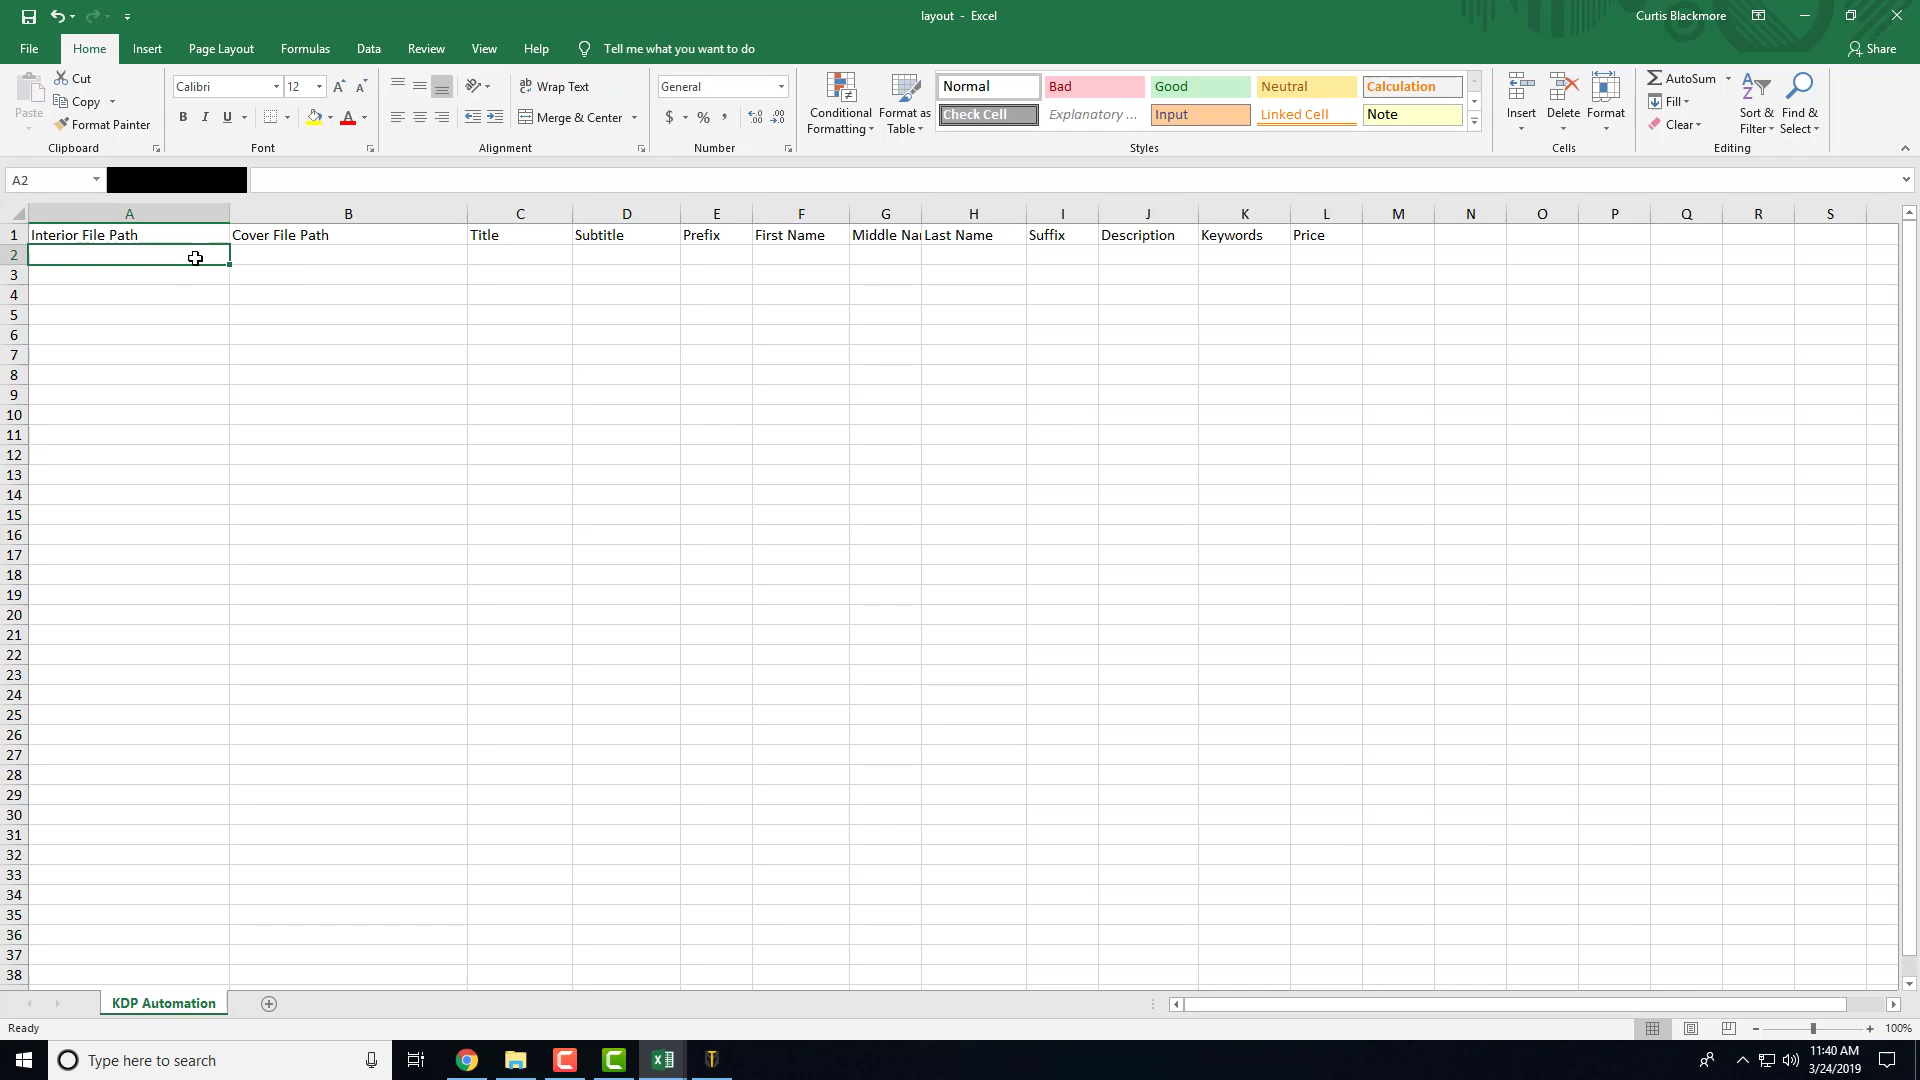 layout - Excel
Curtis Blackmore
File Home Insert Page Layout Formulas Data Review View Help Tell me what you want to do Share
Paste
Cut
Copy
Format Painter
Clipboard
Calibri 12
B I U
Font
Wrap Text
Merge & Center
Alignment
General
$ % ,
Number
Conditional Formatting
Format as Table
Normal Bad Good Neutral Calculation
Check Cell Explanatory ... Input Linked Cell Note
Styles
Insert Delete Format
Cells
AutoSum
Fill
Clear
Sort & Filter
Find & Select
Editing
A2
A B C D E F G H I J K L M N O P Q R S
1 Interior File Path Cover File Path Title Subtitle Prefix First Name Middle Nar Last Name Suffix Description Keywords Price
2
3
4
5
6
7
8
9
10
11
12
13
14
15
16
17
18
19
20
21
22
23
24
25
26
27
28
29
30
31
32
33
34
35
36
37
38
KDP Automation
Ready
100%
Type here to search
11:40 AM
3/24/2019